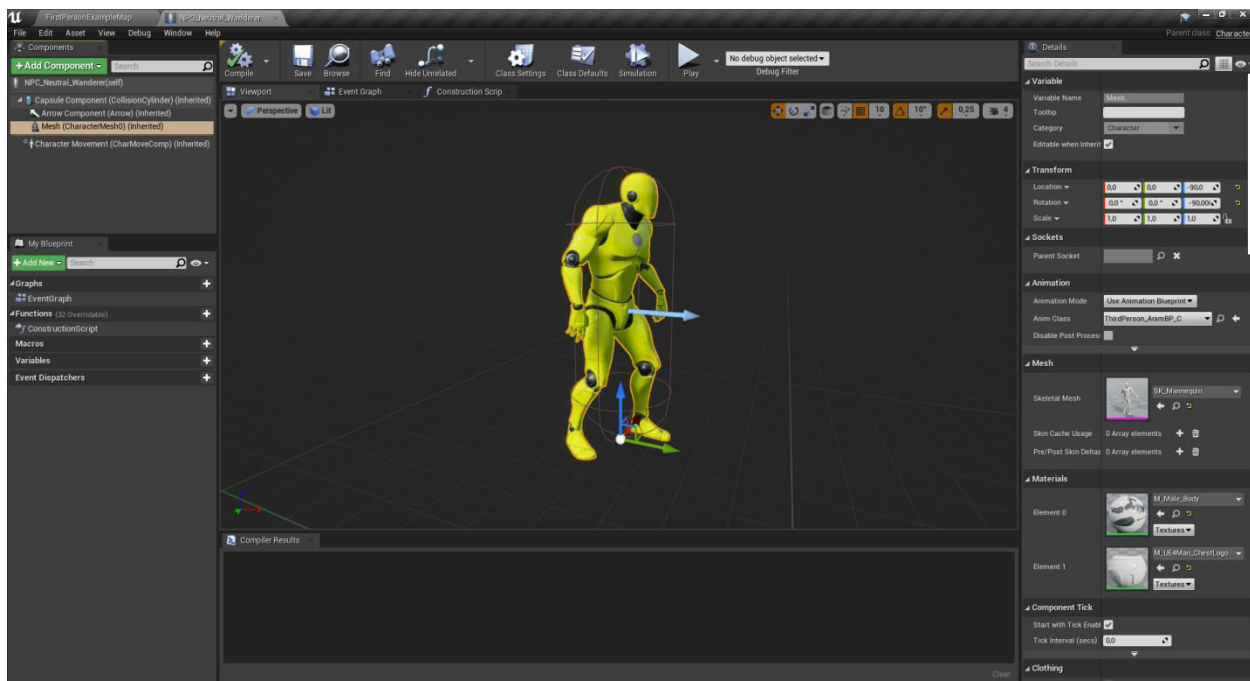 FirstPersonExampleMap
NPC_Neutral_Wanderer
File Edit Asset View Debug Window Help
Parent class: Characte
Components
+Add Component
Search
NPC_Neutral_Wanderer(self)
Capsule Component (CollisionCylinder) (Inherited)
Arrow Component (Arrow) (Inherited)
Mesh (CharacterMesh0) (Inherited)
Character Movement (CharMoveComp) (Inherited)
My Blueprint
+Add New
Search
Graphs
EventGraph
Functions (32 Overridable)
ConstructionScript
Macros
Variables
Event Dispatchers
Compile
Save
Browse
Find
Hide Unrelated
Class Settings
Class Defaults
Simulation
Play
No debug object selected
Debug Filter
Viewport
Event Graph
Construction Scrip
Perspective
Lit
10
10°
0,25
4
Compiler Results
Clear
Details
Search Details
Variable
Variable Name Mesh
Tooltip
Category Character
Editable when Inherit
Transform
Location 0,0 0,0 -90,0
Rotation 0,0 ° 0,0 ° -90,00
Scale 1,0 1,0 1,0
Sockets
Parent Socket
Animation
Animation Mode Use Animation Blueprint
Anim Class ThirdPerson_AnimBP_C
Disable Post Proces
Mesh
Skeletal Mesh SK_Mannequin
Skin Cache Usage 0 Array elements
Pre/Post Skin Deltas 0 Array elements
Materials
Element 0 M_Male_Body
Textures
Element 1 M_UE4Man_ChestLogo
Textures
Component Tick
Start with Tick Enabl
Tick Interval (secs) 0,0
Clothing